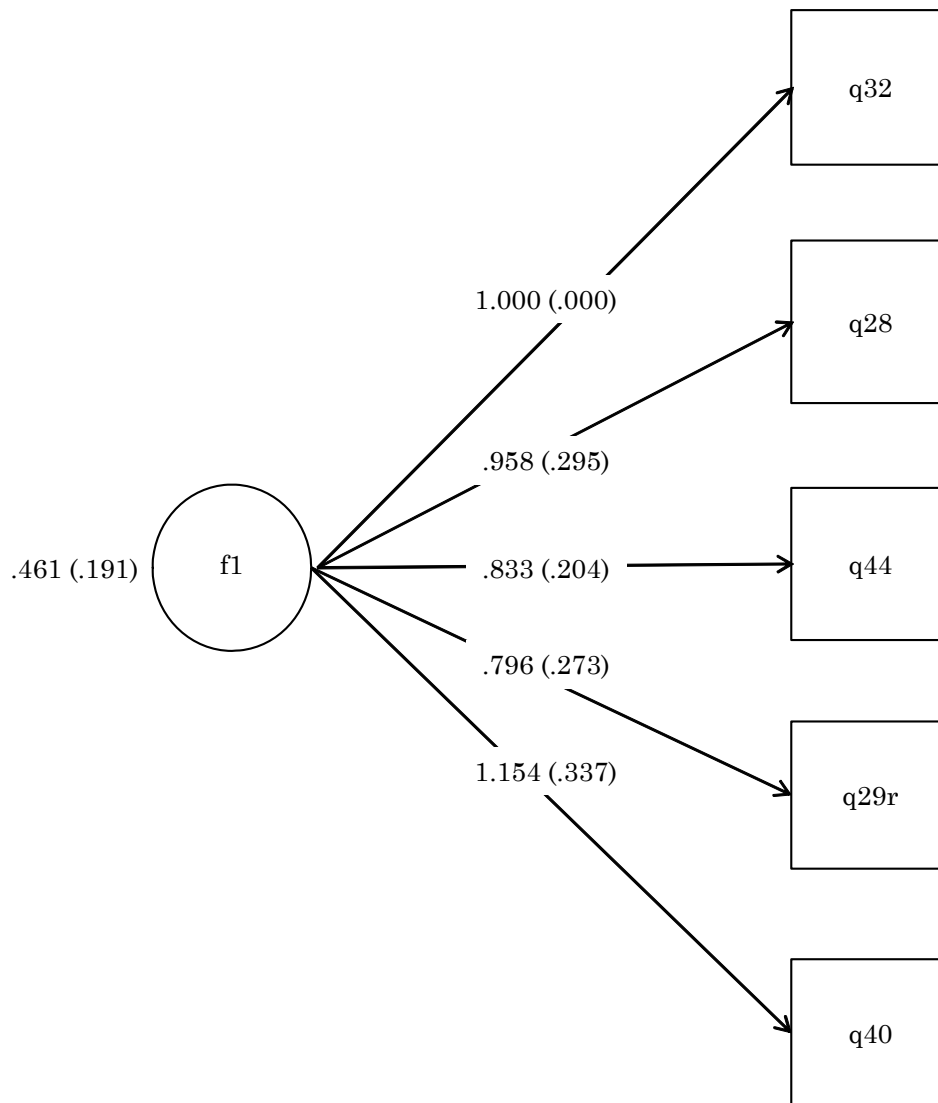 q32
1.000 (.000)
q28
.958 (.295)
.461 (.191)
f1
.833 (.204)
q44
.796 (.273)
1.154 (.337)
q29r
q40